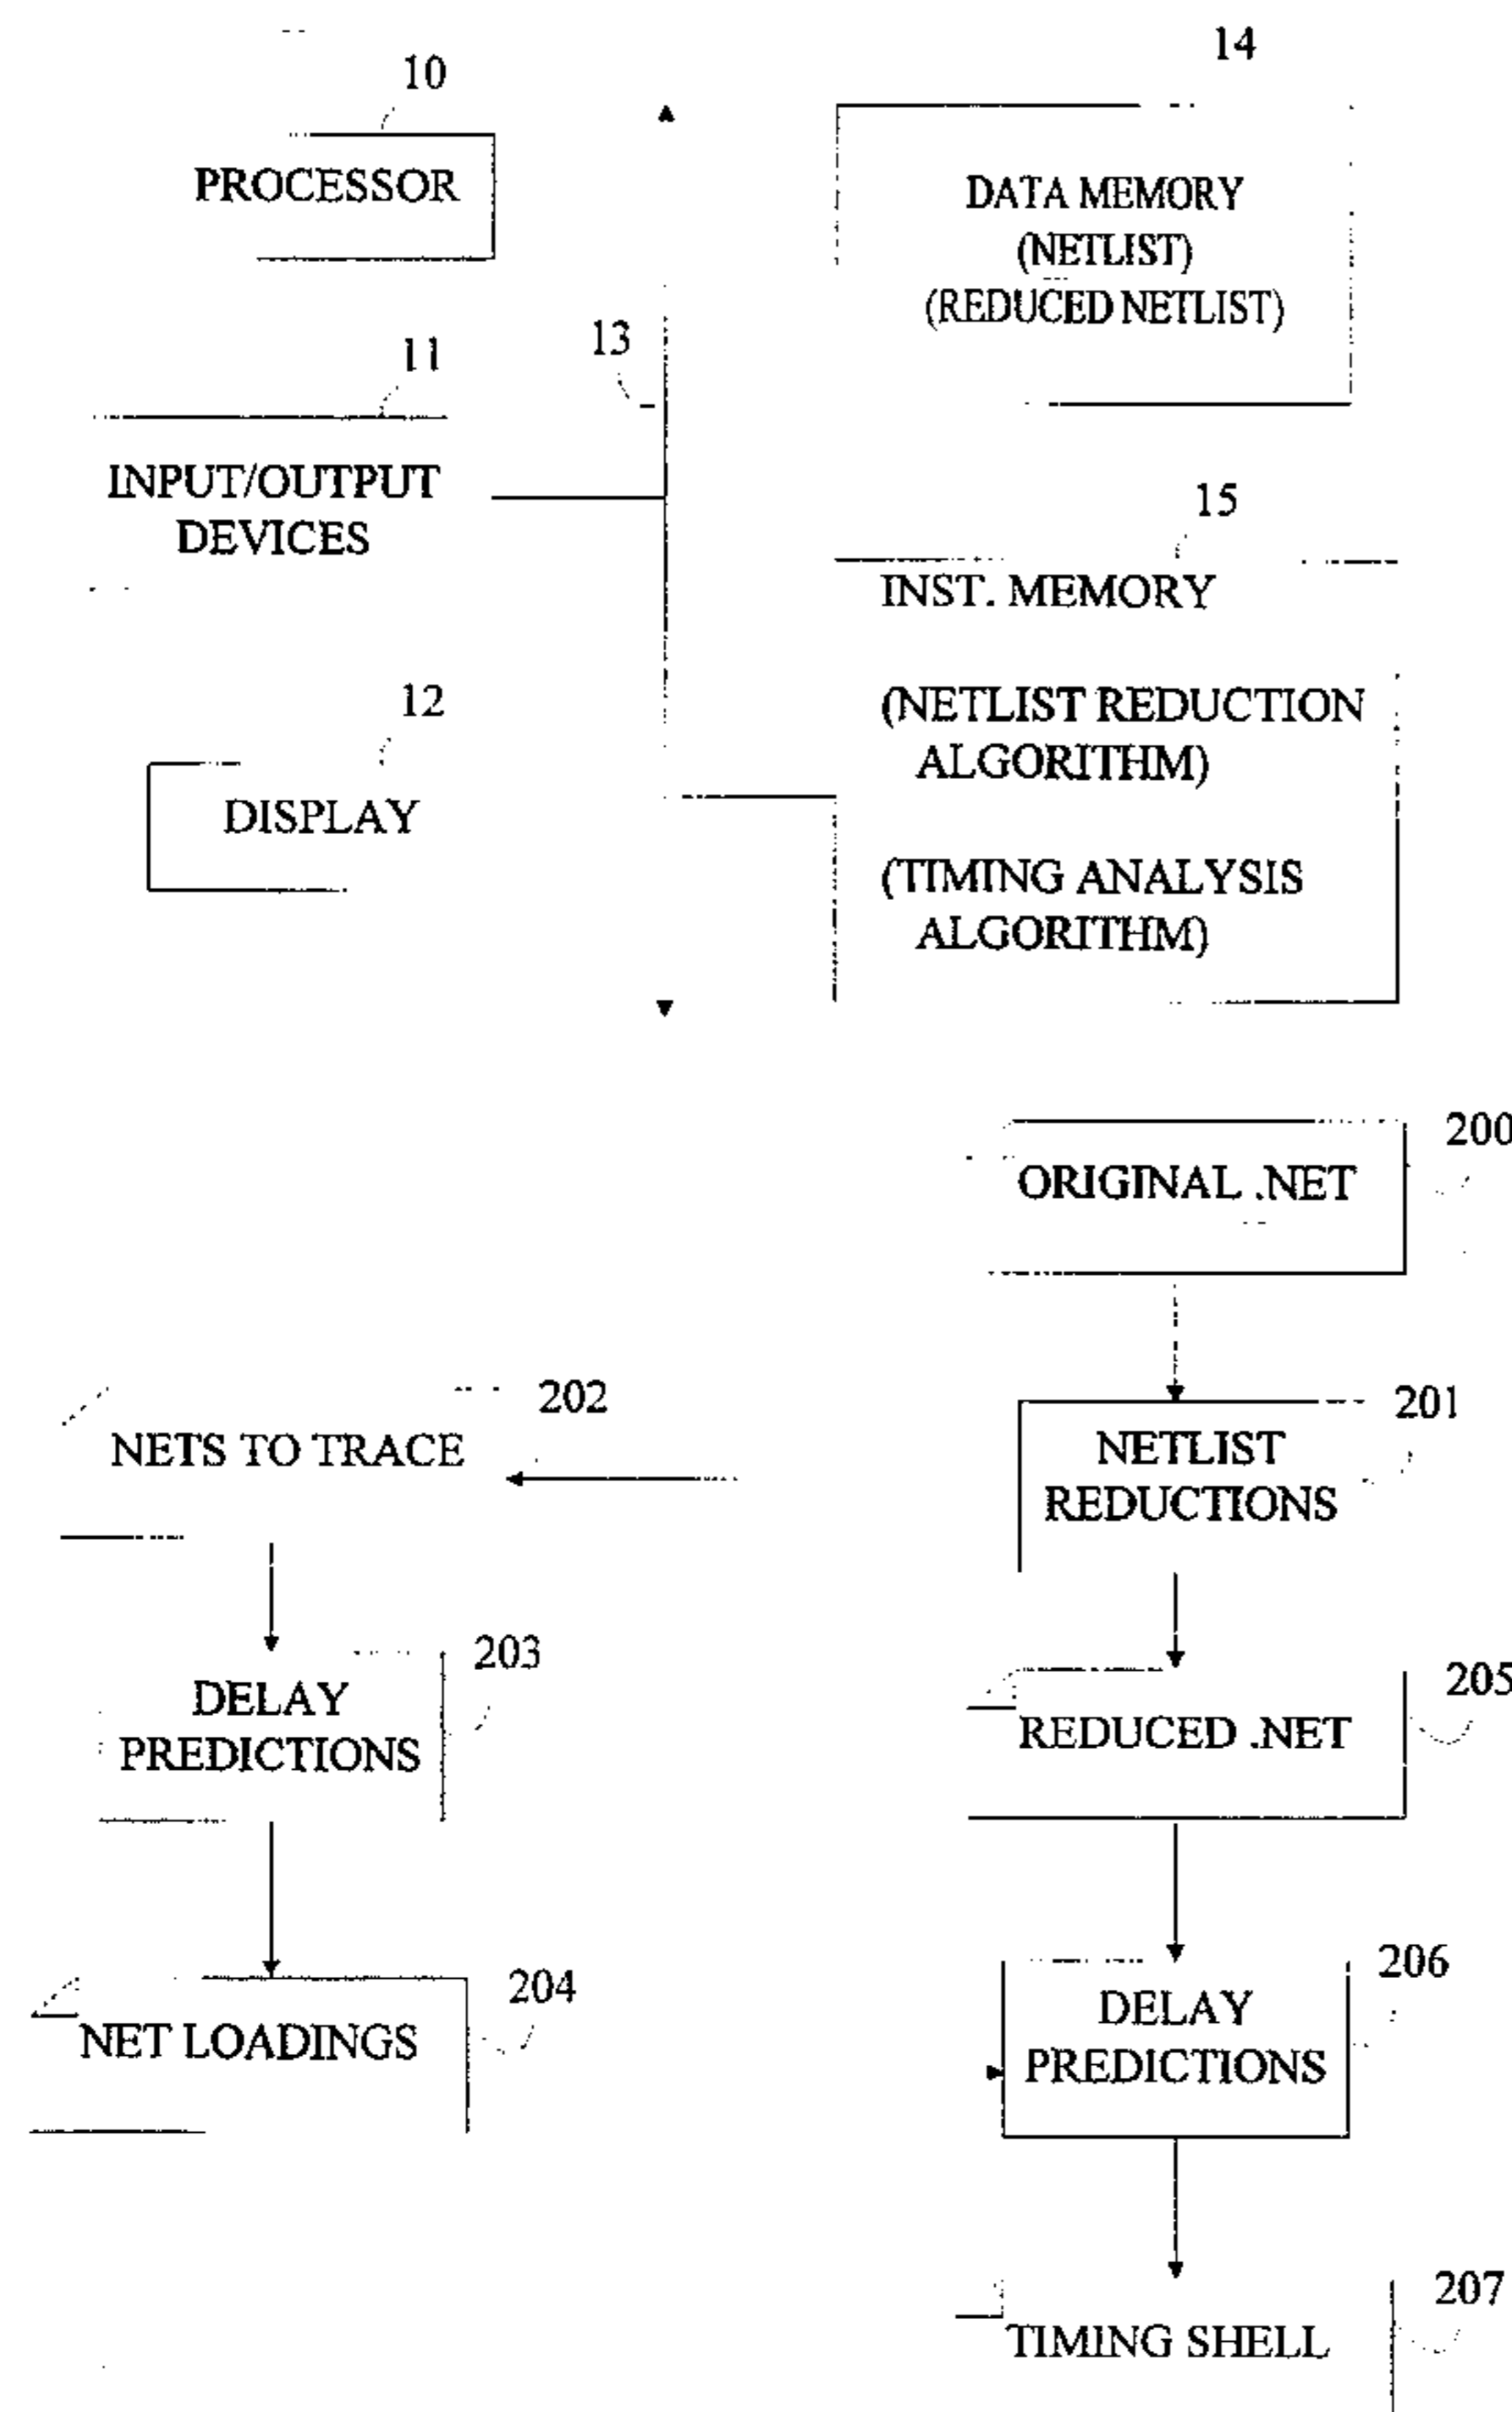 10
PROCESSOR
14
DATA MEMORY
(NETLIST)
(REDUCED NETLIST)
11
INPUT/OUTPUT
DEVICES
13
15
INST. MEMORY
(NETLIST REDUCTION
ALGORITHM)
(TIMING ANALYSIS
ALGORITHM)
12
DISPLAY
200
ORIGINAL .NET
201
NETLIST
REDUCTIONS
202
NETS TO TRACE
203
DELAY
PREDICTIONS
205
REDUCED .NET
204
NET LOADINGS
206
DELAY
PREDICTIONS
207
TIMING SHELL